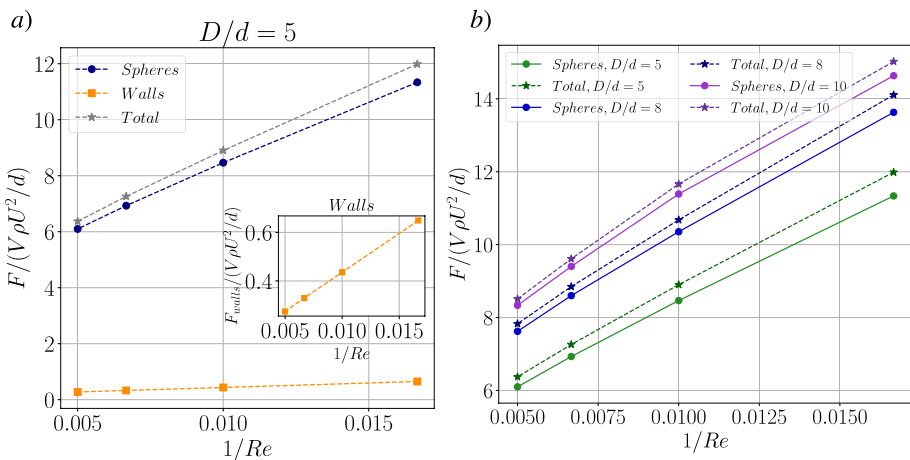 a)
D/d = 5
Spheres
Walls
Total
F/(VρU²/d)
12
10
8
6
4
2
0
0.005
0.010
0.015
1/Re
Walls
F_walls/(VρU²/d)
0.6
0.4
0.005
0.010
0.015
1/Re
b)
Spheres, D/d = 5
Total, D/d = 5
Spheres, D/d = 8
Total, D/d = 8
Spheres, D/d = 10
Total, D/d = 10
F/(VρU²/d)
14
12
10
8
6
0.0050
0.0075
0.0100
0.0125
0.0150
1/Re